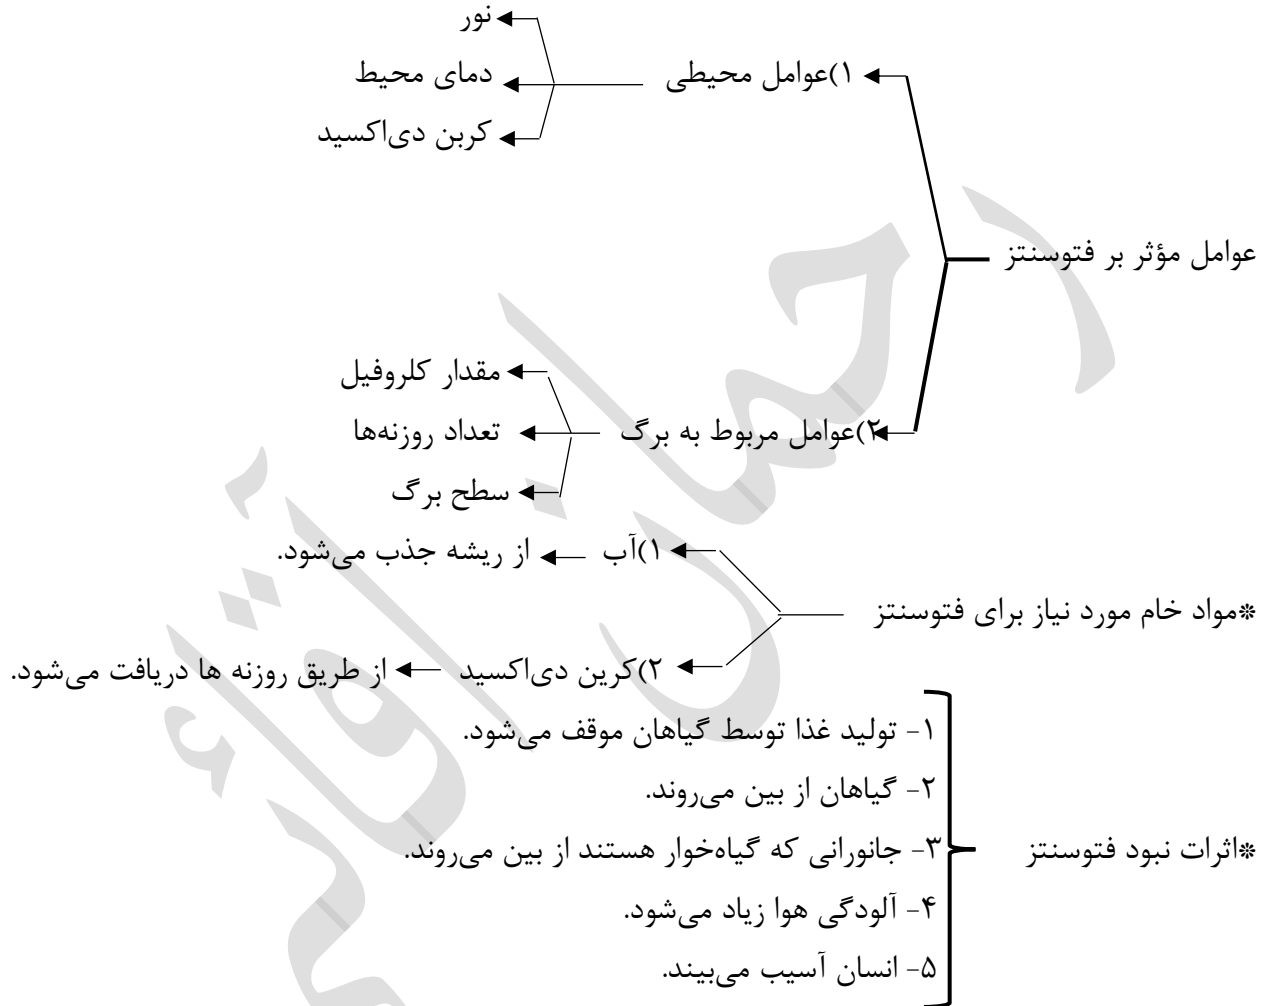 نور
۱)عوامل محیطی دمای محیط
کربن دی‌اکسید
عوامل مؤثر بر فتوسنتز
مقدار کلروفیل
۲)عوامل مربوط به برگ تعداد روزنه‌ها
سطح برگ
۱)آب از ریشه جذب می‌شود.
*مواد خام مورد نیاز برای فتوسنتز
۲)کرین دی‌اکسید از طریق روزنه ها دریافت می‌شود.
۱- تولید غذا توسط گیاهان موقف می‌شود.
۲- گیاهان از بین می‌روند.
*اثرات نبود فتوسنتز ۳- جانورانی که گیاه‌خوار هستند از بین می‌روند.
۴- آلودگی هوا زیاد می‌شود.
۵- انسان آسیب می‌بیند.